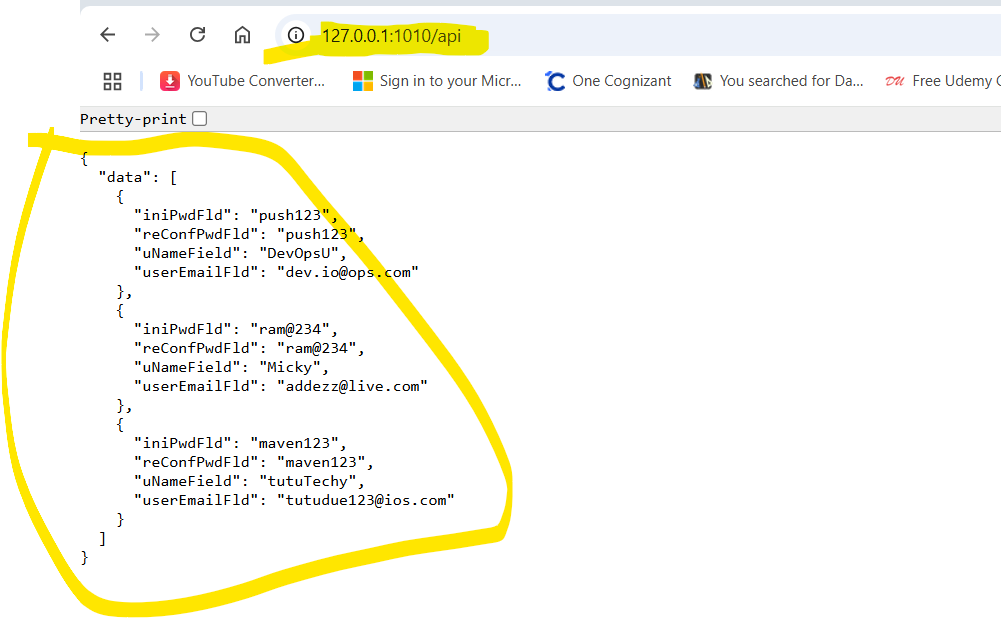 127.0.0.1:1010/api
YouTube Converter... Sign in to your Micr... One Cognizant You searched for Da... DU Free Udemy
Pretty-print
{
  "data": [
    {
      "iniPwdFld": "push123",
      "reConfPwdFld": "push123",
      "uNameField": "DevOpsU",
      "userEmailFld": "dev.io@ops.com"
    },
    {
      "iniPwdFld": "ram@234",
      "reConfPwdFld": "ram@234",
      "uNameField": "Micky",
      "userEmailFld": "addezz@live.com"
    },
    {
      "iniPwdFld": "maven123",
      "reConfPwdFld": "maven123",
      "uNameField": "tutuTechy",
      "userEmailFld": "tutudue123@ios.com"
    }
  ]
}